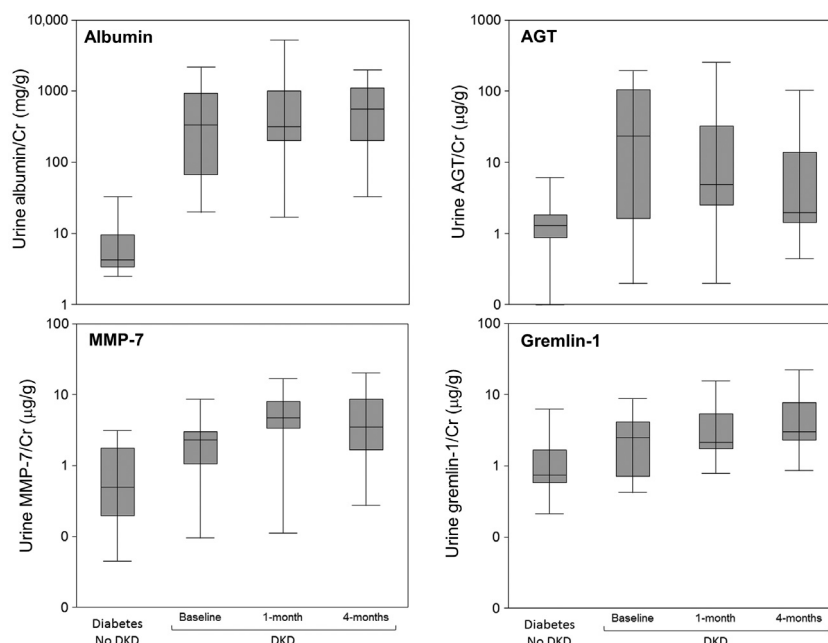 Albumin
Urine albumin/Cr (mg/g)
10,000
1000
100
10
1
AGT
Urine AGT/Cr (µg/g)
1000
100
10
1
0
MMP-7
Urine MMP-7/Cr (µg/g)
100
10
1
0
0
Diabetes
No DKD
Baseline
1-month
4-months
DKD
Gremlin-1
Urine gremlin-1/Cr (µg/g)
100
10
1
0
0
Diabetes
No DKD
Baseline
1-month
4-months
DKD